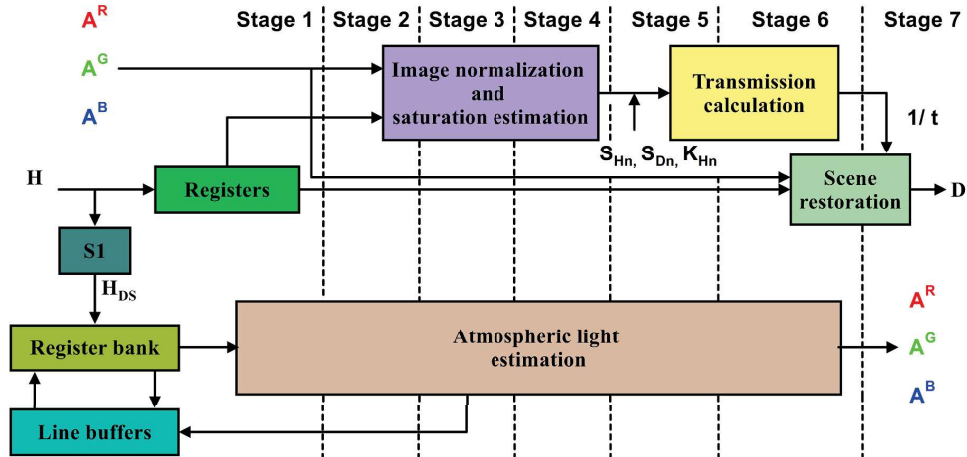 A^R Stage 1 Stage 2 Stage 3 Stage 4 Stage 5 Stage 6 Stage 7
A^G
A^B
Image normalization
and
saturation estimation
Transmission
calculation
1/ t
S_Hn, S_Dn, K_Hn
H
Registers
Scene
restoration
D
S1
H_DS
Register bank
Atmospheric light
estimation
A^R
A^G
A^B
Line buffers